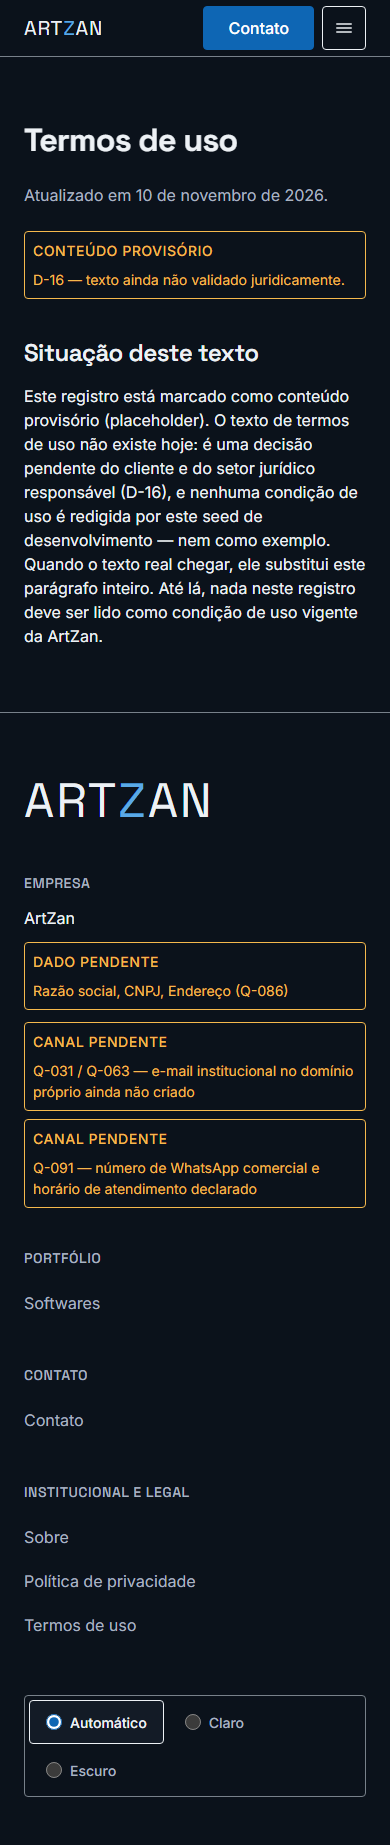 ARTZAN
Contato
Termos de uso
Atualizado em 10 de novembro de 2026.
CONTEÚDO PROVISÓRIO
D-16 — texto ainda não validado juridicamente.
Situação deste texto
Este registro está marcado como conteúdo
provisório (placeholder). O texto de termos
de uso não existe hoje: é uma decisão
pendente do cliente e do setor jurídico
responsável (D-16), e nenhuma condição de
uso é redigida por este seed de
desenvolvimento — nem como exemplo.
Quando o texto real chegar, ele substitui este
parágrafo inteiro. Até lá, nada neste registro
deve ser lido como condição de uso vigente
da ArtZan.
ARTZAN
EMPRESA
ArtZan
DADO PENDENTE
Razão social, CNPJ, Endereço (Q-086)
CANAL PENDENTE
Q-031 / Q-063 — e-mail institucional no domínio
próprio ainda não criado
CANAL PENDENTE
Q-091 — número de WhatsApp comercial e
horário de atendimento declarado
PORTFÓLIO
Softwares
CONTATO
Contato
INSTITUCIONAL E LEGAL
Sobre
Política de privacidade
Termos de uso
Automático
Claro
Escuro